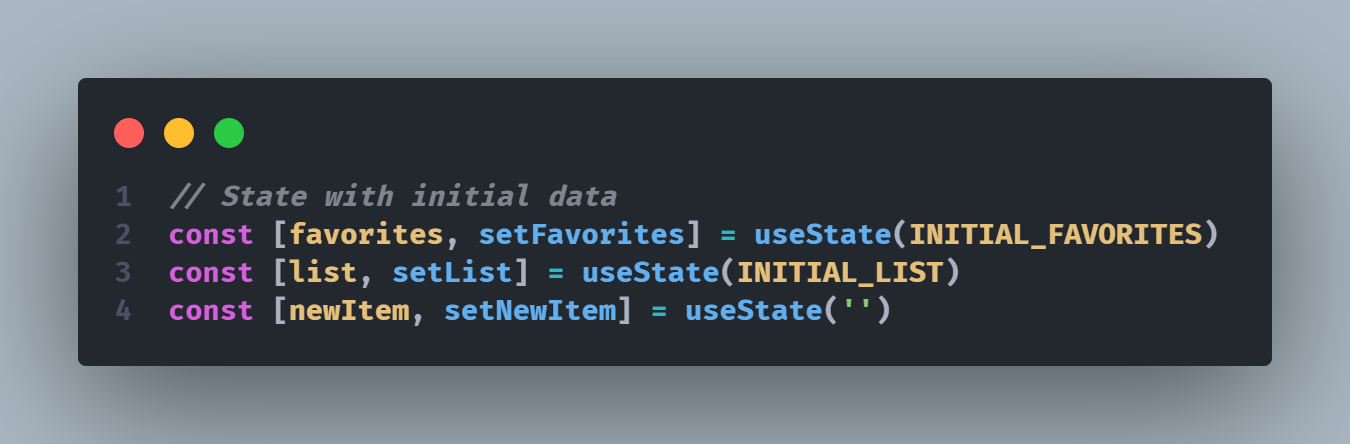 1 // State with initial data
2 const [favorites, setFavorites] = useState(INITIAL_FAVORITES)
3 const [list, setList] = useState(INITIAL_LIST)
4 const [newItem, setNewItem] = useState('')